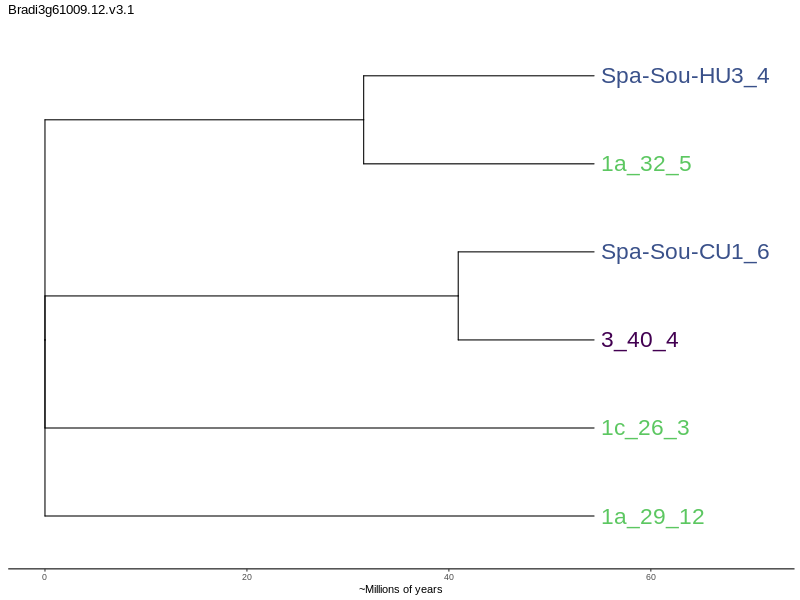 Bradi3g61009.12.v3.1
Spa-Sou-HU3_4
1a_32_5
Spa-Sou-CU1_6
3_40_4
1c_26_3
1a_29_12
0 20 40 60
~Millions of years